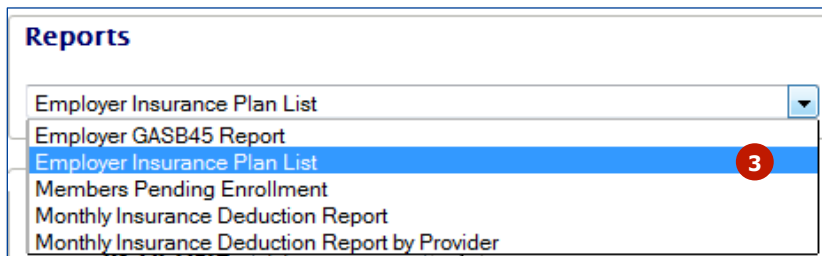 Reports
Employer Insurance Plan List
Employer GASB45 Report
Employer Insurance Plan List
3
Members Pending Enrollment
Monthly Insurance Deduction Report
Monthly Insurance Deduction Report by Provider